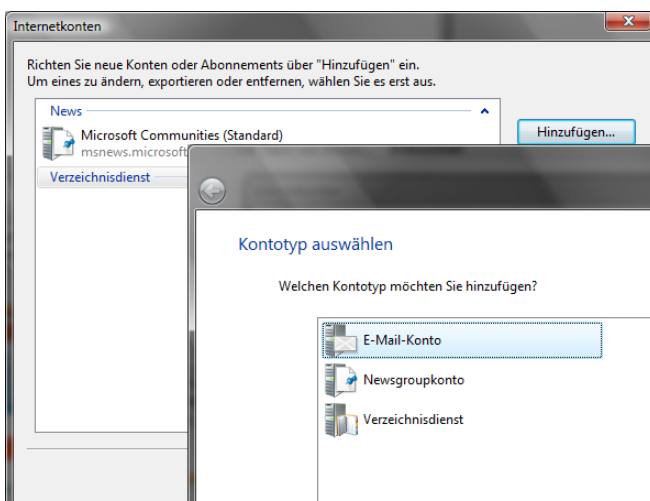 Internetkonten
Richten Sie neue Konten oder Abonnements über "Hinzufügen" ein.
Um eines zu ändern, exportieren oder entfernen, wählen Sie es erst aus.
News
Microsoft Communities (Standard)
msnews.microsoft
Hinzufügen...
Verzeichnisdienst
Kontotyp auswählen
Welchen Kontotyp möchten Sie hinzufügen?
E-Mail-Konto
Newsgroupkonto
Verzeichnisdienst